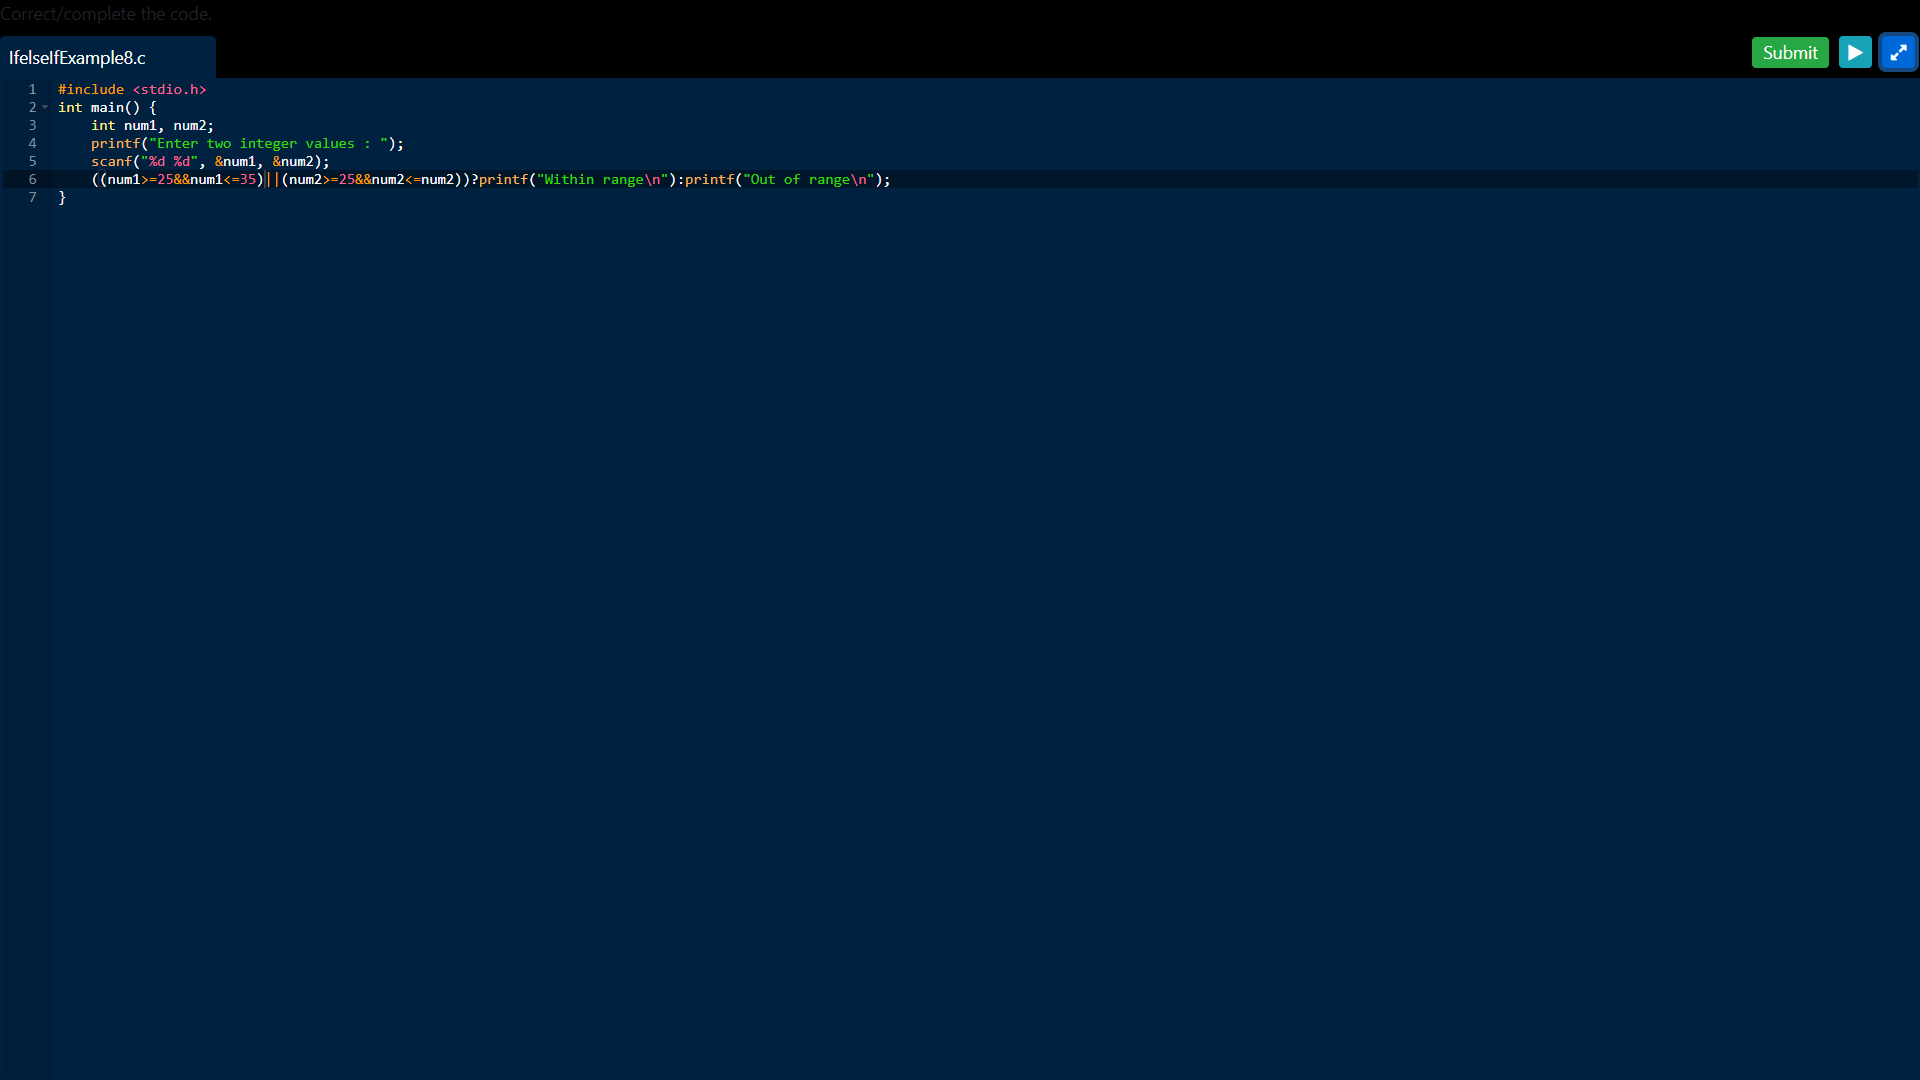 Correct/complete the code.
IfelseIfExample8.c
Submit
1 #include <stdio.h>
2 int main() {
3     int num1, num2;
4     printf("Enter two integer values : ");
5     scanf("%d %d", &num1, &num2);
6     ((num1>=25&&num1<=35)||(num2>=25&&num2<=num2))?printf("Within range\n"):printf("Out of range\n");
7 }